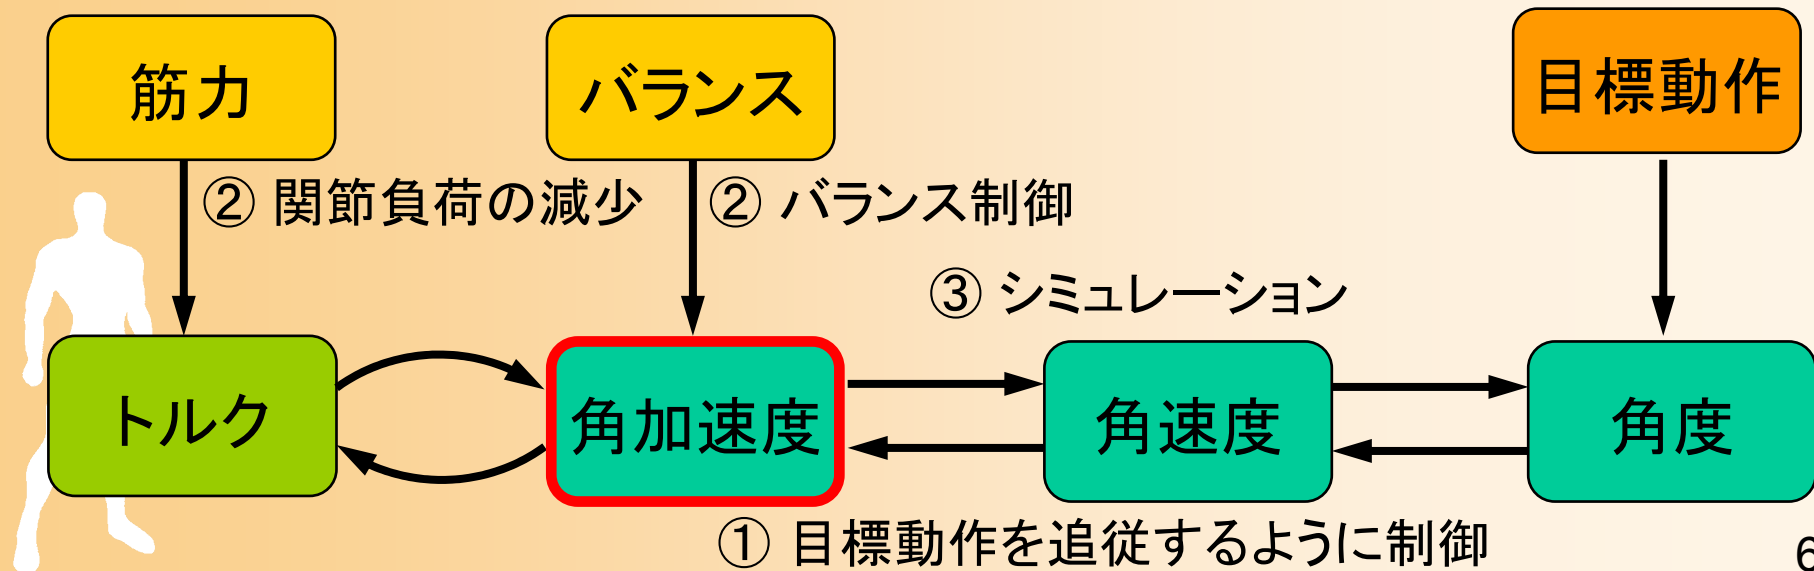 筋力
バランス
目標動作
② 関節負荷の減少
② バランス制御
③ シミュレーション
トルク
角加速度
角速度
角度
① 目標動作を追従するように制御
6